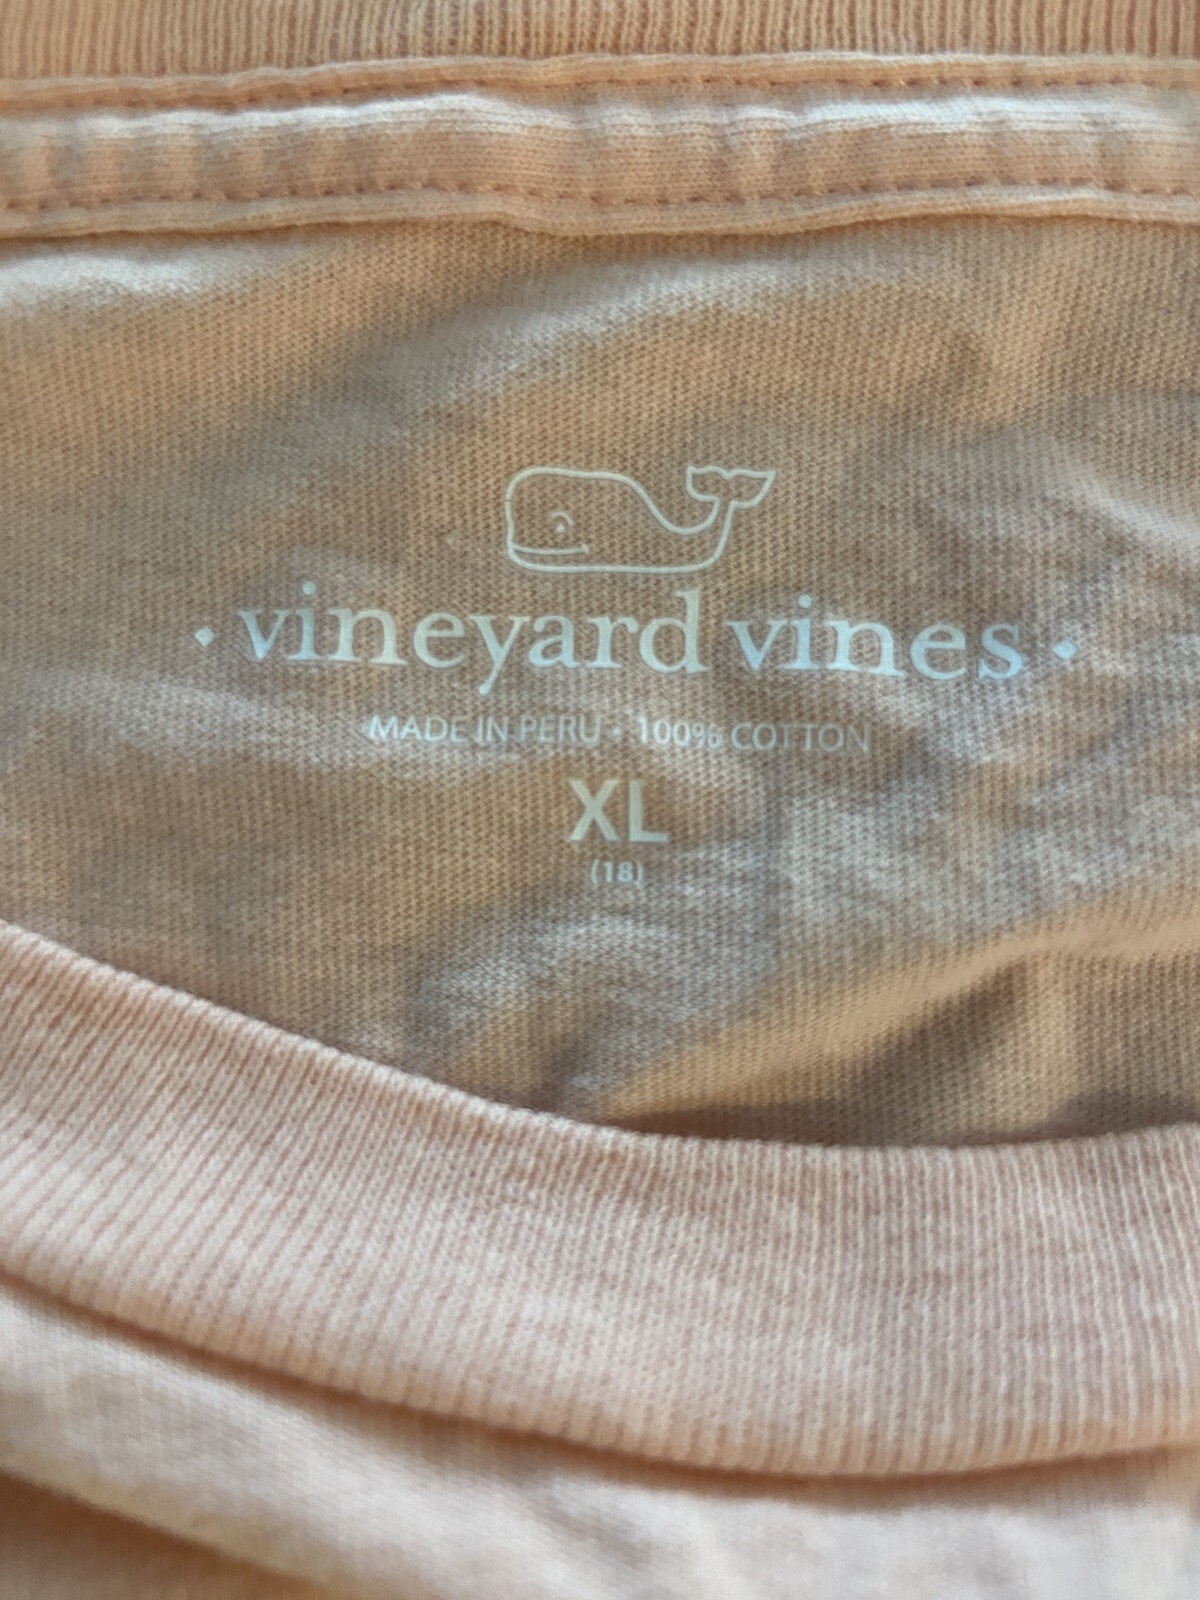 · vineyard vines ·
MADE IN PERU · 100% COTTON
XL
(18)